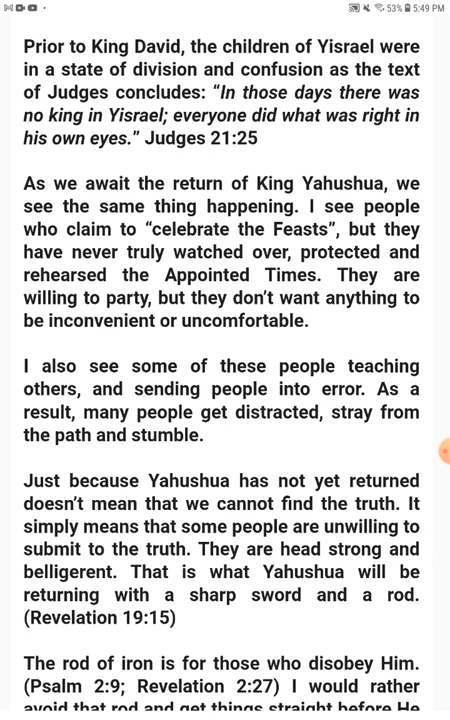 53% 5:49 PM
Prior to King David, the children of Yisrael were
in a state of division and confusion as the text
of Judges concludes: “In those days there was
no king in Yisrael; everyone did what was right in
his own eyes.” Judges 21:25
As we await the return of King Yahushua, we
see the same thing happening. I see people
who claim to “celebrate the Feasts”, but they
have never truly watched over, protected and
rehearsed the Appointed Times. They are
willing to party, but they don’t want anything to
be inconvenient or uncomfortable.
I also see some of these people teaching
others, and sending people into error. As a
result, many people get distracted, stray from
the path and stumble.
Just because Yahushua has not yet returned
doesn’t mean that we cannot find the truth. It
simply means that some people are unwilling to
submit to the truth. They are head strong and
belligerent. That is what Yahushua will be
returning with a sharp sword and a rod.
(Revelation 19:15)
The rod of iron is for those who disobey Him.
(Psalm 2:9; Revelation 2:27) I would rather
avoid that rod and get things straight before He